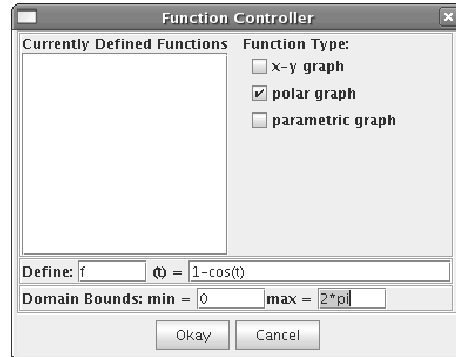 Function Controller
Currently Defined Functions
Function Type:
x-y graph
polar graph
parametric graph
Define: f (t) = 1-cos(t)
Domain Bounds: min = 0 max = 2*pi
Okay Cancel